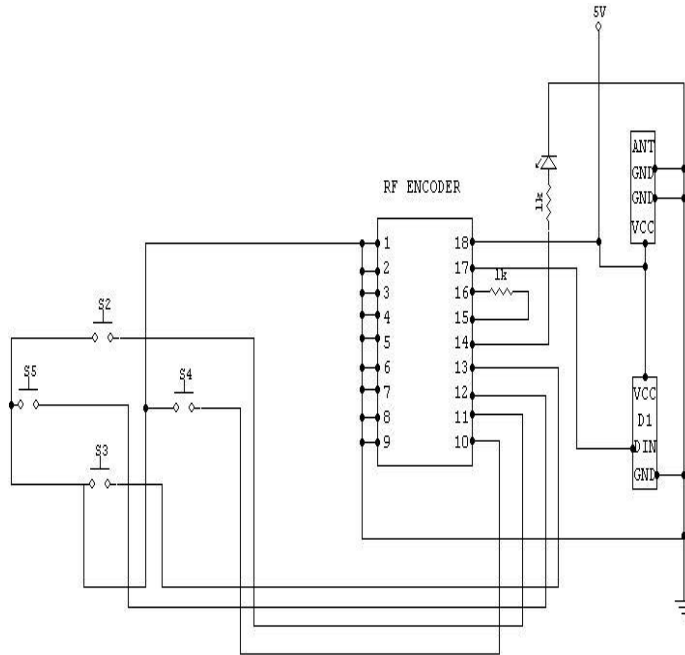 5V
ANT
GND
GND
VCC
1k
RF ENCODER
1 18
2 17
1k
3 16
4 15
5 14
6 13
7 12
8 11
9 10
S2
S5
S4
S3
VCC
D1
DIN
GND